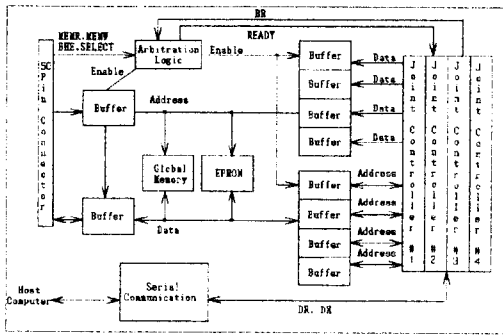 BR
MEMR.MEMW
BHE.SELECT
READY
Arbitration
Logic
Enable
Enable
Buffer
Buffer
Buffer
Buffer
Data
Data
Data
Data
Pin Connector
Buffer
Address
Global
Memory
EPROM
Buffer
Data
Buffer
Buffer
Buffer
Buffer
Address
Address
Address
Address
Joint Controller #1
Joint Controller #2
Joint Controller #3
Joint Controller #4
Host
Computer
Serial
Communication
DR. DX